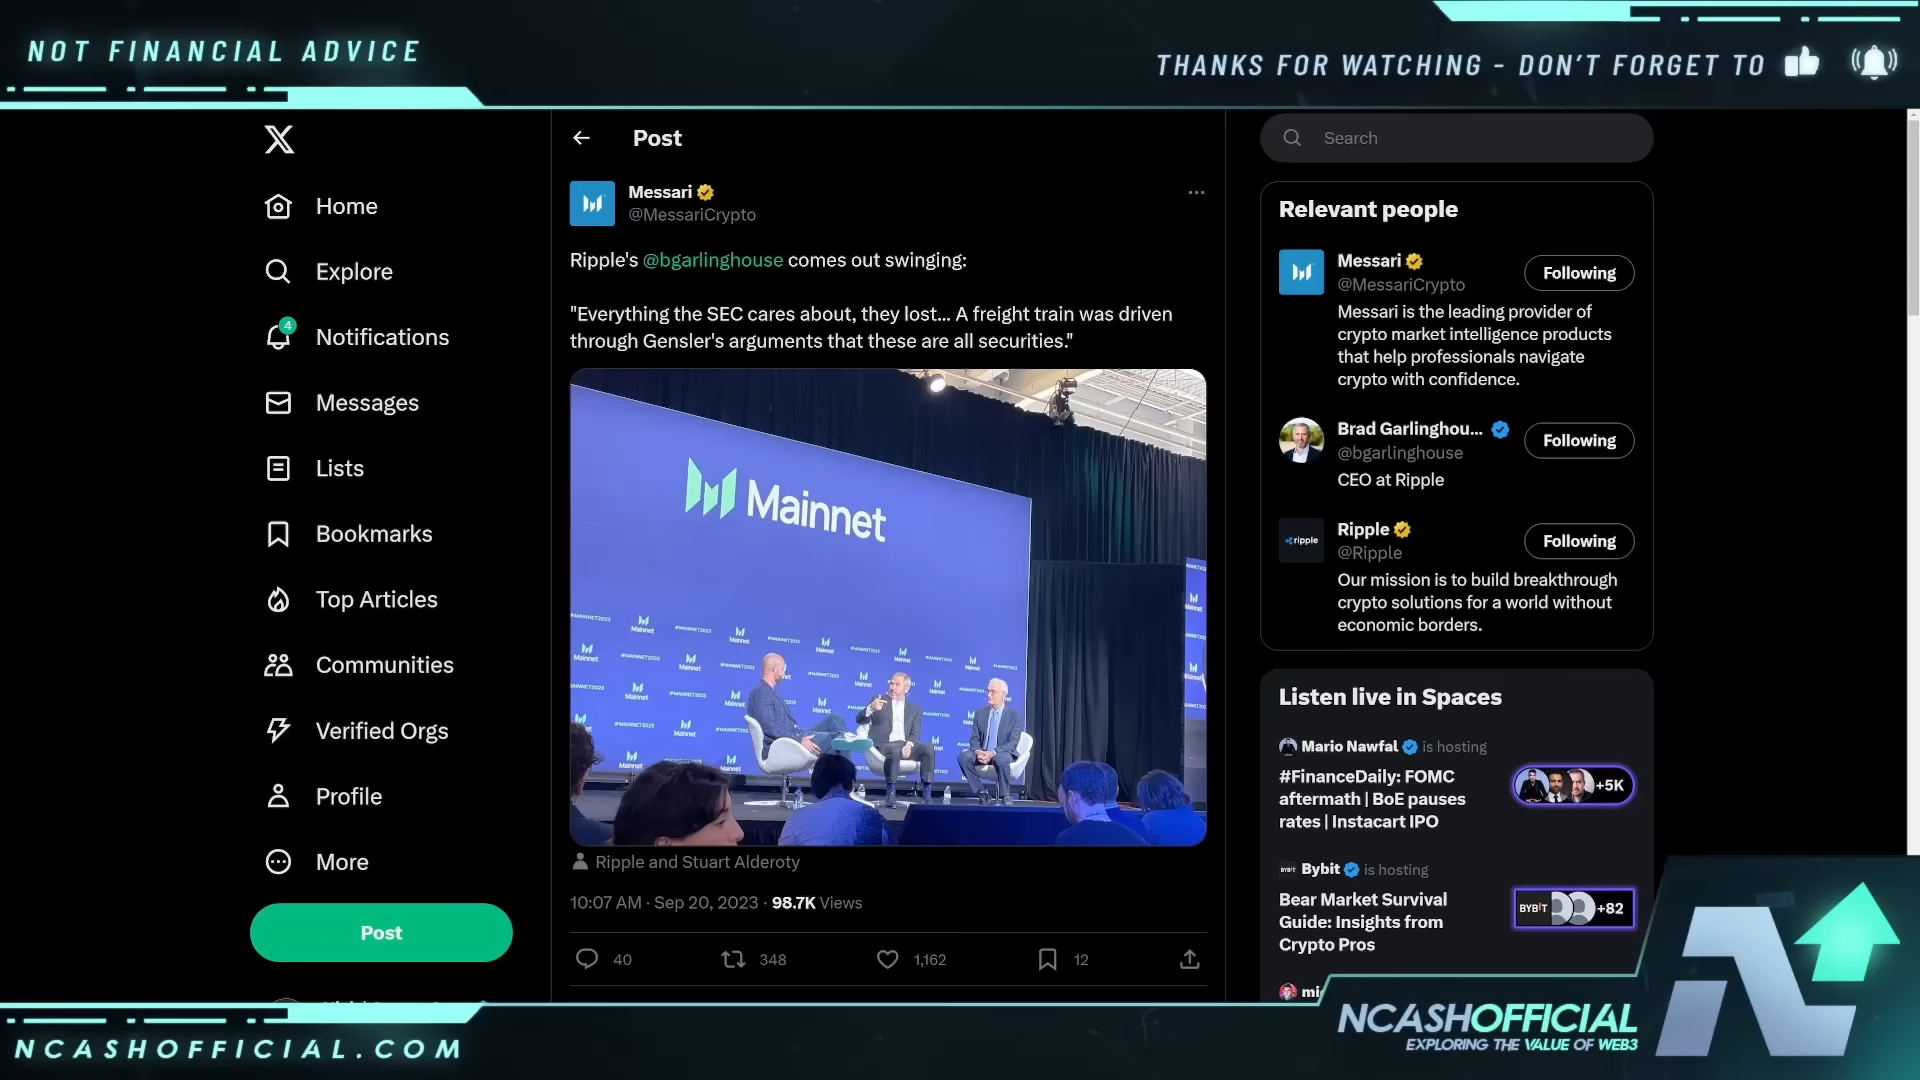 NOT FINANCIAL ADVICE
THANKS FOR WATCHING - DON'T FORGET TO
Post
Search
Home
Explore
4
Notifications
Messages
Lists
Bookmarks
Top Articles
Communities
Verified Orgs
Profile
More
Post
Messari
@MessariCrypto
Ripple's @bgarlinghouse comes out swinging:
"Everything the SEC cares about, they lost... A freight train was driven
through Gensler's arguments that these are all securities."
Mainnet
Ripple and Stuart Alderoty
10:07 AM · Sep 20, 2023 · 98.7K Views
40
348
1,162
12
Relevant people
Messari
@MessariCrypto
Following
Messari is the leading provider of
crypto market intelligence products
that help professionals navigate
crypto with confidence.
Brad Garlinghou...
@bgarlinghouse
Following
CEO at Ripple
ripple
Ripple
@Ripple
Following
Our mission is to build breakthrough
crypto solutions for a world without
economic borders.
Listen live in Spaces
Mario Nawfal is hosting
#FinanceDaily: FOMC
aftermath | BoE pauses
rates | Instacart IPO
+5K
Bybit is hosting
Bear Market Survival
Guide: Insights from
Crypto Pros
BYBIT
+82
NCASHOFFICIAL
EXPLORING THE VALUE OF WEB3
NCASHOFFICIAL.COM